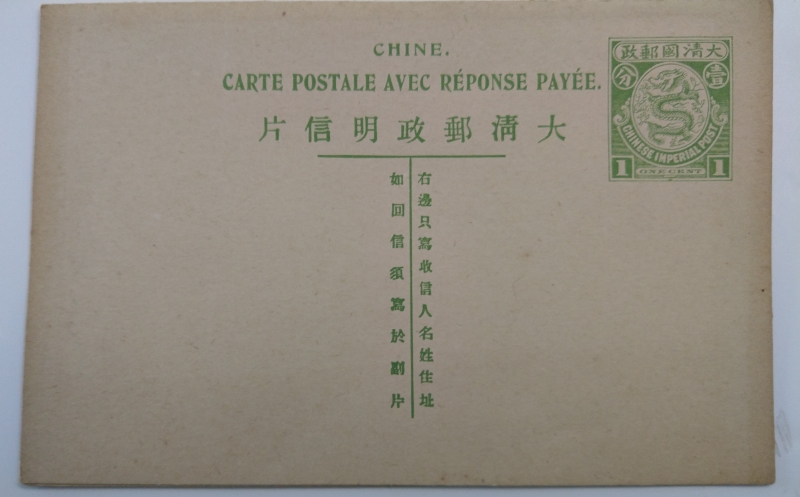 CHINE.
CARTE POSTALE AVEC RÉPONSE PAYÉE.
大清郵政明信片
右邊只寫收信人名姓住址
如回信須寫於副片
大清國郵政
壹分
CHINESE IMPERIAL POST
1 ONE CENT 1